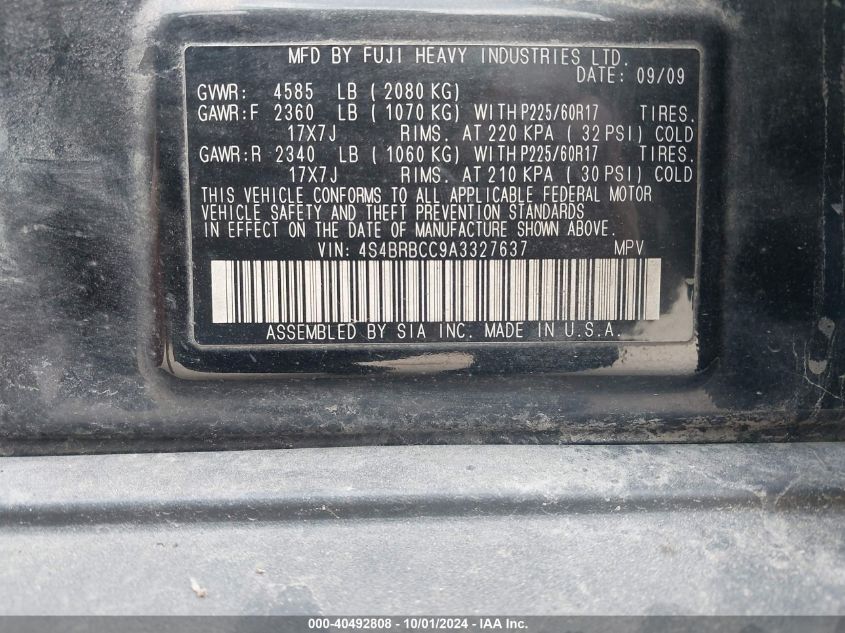 MFD BY FUJI HEAVY INDUSTRIES LTD.
DATE: 09/09
GVWR: 4585 LB (2080 KG)
GAWR:F 2360 LB (1070 KG) WITH P225/60R17 TIRES.
17X7J RIMS. AT 220 KPA (32 PSI) COLD
GAWR:R 2340 LB (1060 KG) WITH P225/60R17 TIRES.
17X7J RIMS. AT 210 KPA (30 PSI) COLD
THIS VEHICLE CONFORMS TO ALL APPLICABLE FEDERAL MOTOR
VEHICLE SAFETY AND THEFT PREVENTION STANDARDS
IN EFFECT ON THE DATE OF MANUFACTURE SHOWN ABOVE.
VIN: 4S4BRBCC9A3327637 MPV
ASSEMBLED BY SIA INC. MADE IN U.S.A.
000-40492808 - 10/01/2024 - IAA Inc.